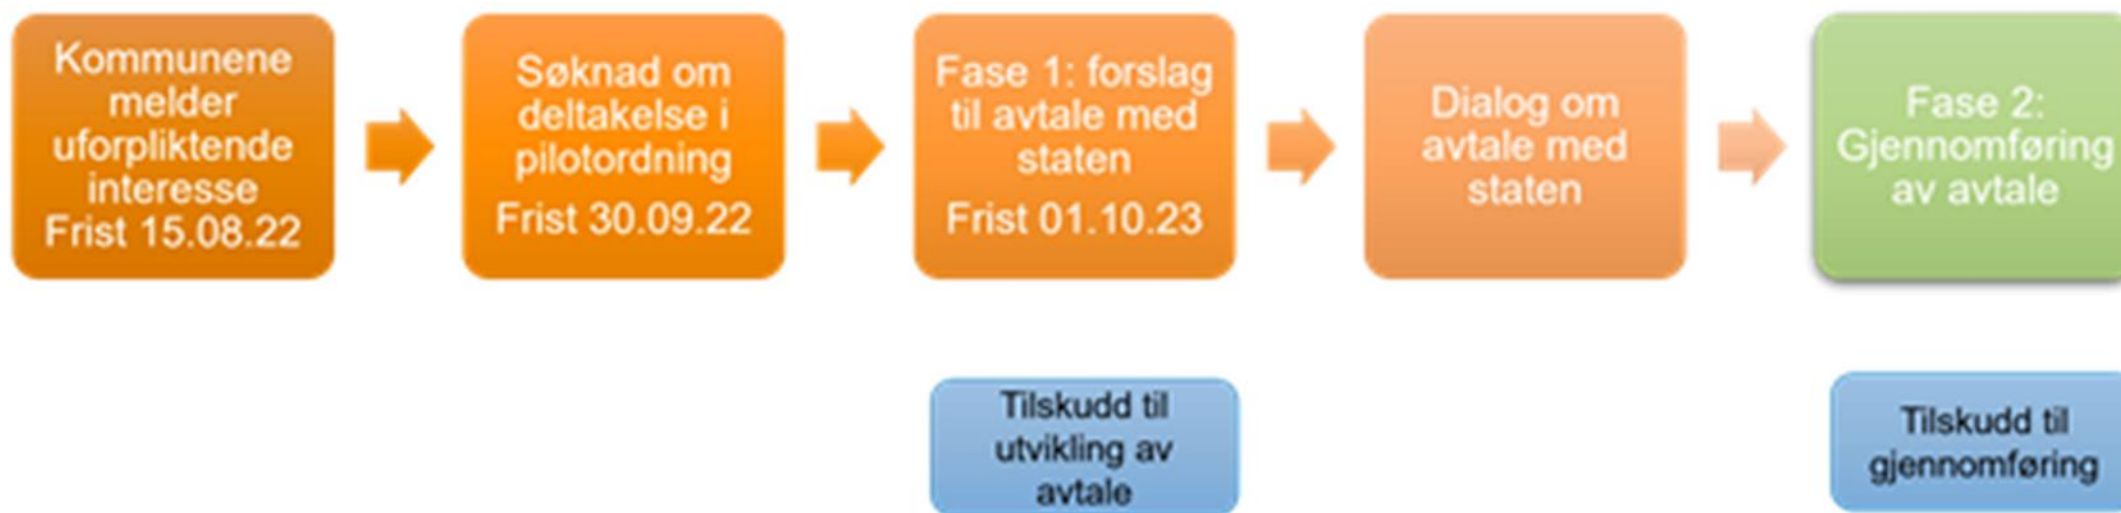 Kommunene
melder
uforpliktende
interesse
Frist 15.08.22
Søknad om
deltakelse i
pilotordning
Frist 30.09.22
Fase 1: forslag
til avtale med
staten
Frist 01.10.23
Dialog om
avtale med
staten
Fase 2:
Gjennomføring
av avtale
Tilskudd til
utvikling av
avtale
Tilskudd til
gjennomføring